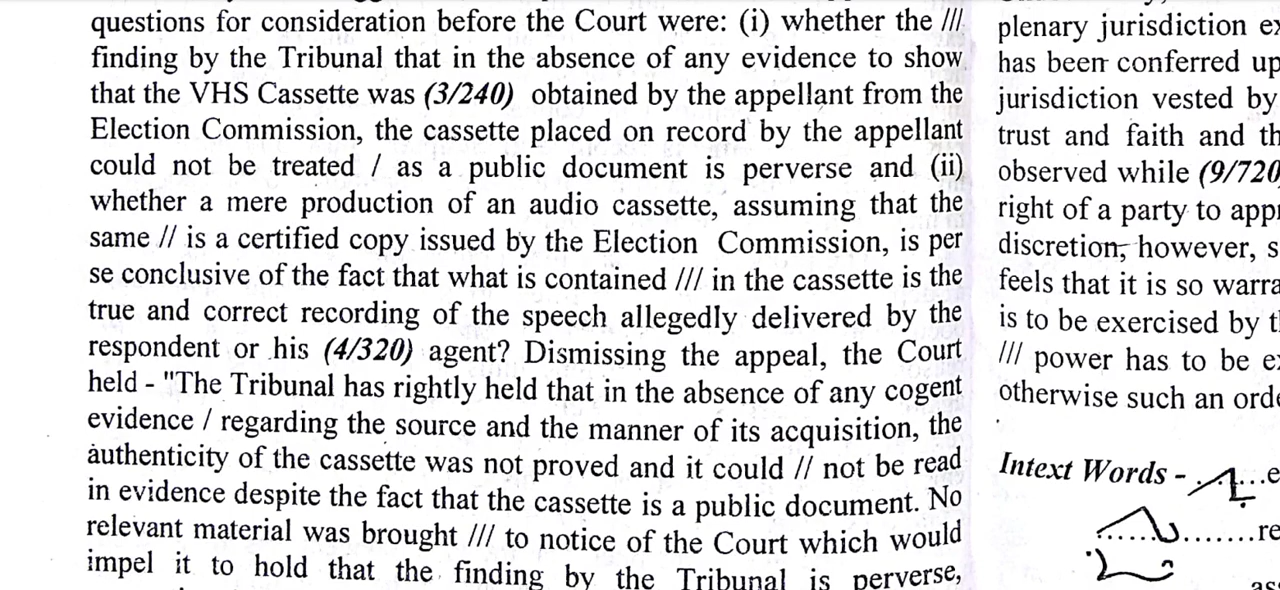 questions for consideration before the Court were: (i) whether the ///
finding by the Tribunal that in the absence of any evidence to show
that the VHS Cassette was (3/240) obtained by the appellant from the
Election Commission, the cassette placed on record by the appellant
could not be treated / as a public document is perverse and (ii)
whether a mere production of an audio cassette, assuming that the
same // is a certified copy issued by the Election Commission, is per
se conclusive of the fact that what is contained /// in the cassette is the
true and correct recording of the speech allegedly delivered by the
respondent or his (4/320) agent? Dismissing the appeal, the Court
held - "The Tribunal has rightly held that in the absence of any cogent
evidence / regarding the source and the manner of its acquisition, the
authenticity of the cassette was not proved and it could // not be read
in evidence despite the fact that the cassette is a public document. No
relevant material was brought /// to notice of the Court which would
impel it to hold that the finding by the Tribunal is perverse,
plenary jurisdiction
has been conferred
jurisdiction vested by
trust and faith and
observed while (9/720
right of a party to
discretion, however,
feels that it is so
is to be exercised by
/// power has to be
otherwise such an
Intext Words -